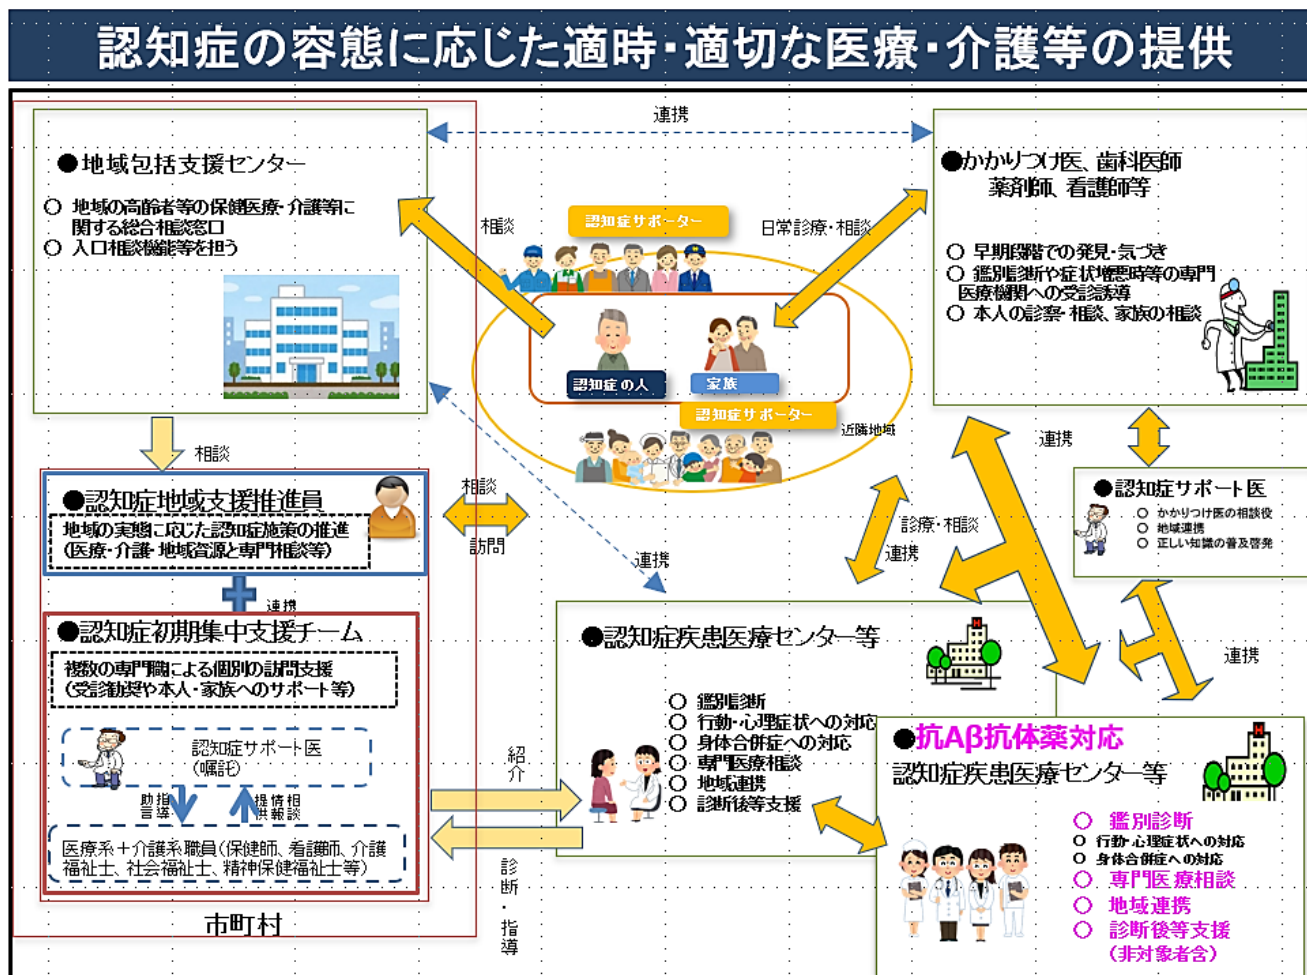 認知症の容態に応じた適時・適切な医療・介護等の提供
連携
●地域包括支援センター
○ 地域の高齢者等の保健医療・介護等に
関する総合相談窓口
○ 入口相談機能等を担う
相談
認知症サポーター
日常診療・相談
●かかりつけ医、歯科医師
薬剤師、看護師等
○ 早期段階での発見・気づき
○ 鑑別診断や症状増悪時等の専門
医療機関への受診誘導
○ 本人の診察・相談、家族の相談
認知症の人
家族
認知症サポーター
近隣地域
相談
●認知症地域支援推進員
地域の実態に応じた認知症施策の推進
(医療・介護・地域資源と専門相談等)
相談
訪問
連携
診療・相談
連携
連携
●認知症サポート医
○ かかりつけ医の相談役
○ 地域連携
○ 正しい知識の普及啓発
連携
連携
●認知症初期集中支援チーム
複数の専門職による個別の訪問支援
(受診勧奨や本人・家族へのサポート等)
認知症サポート医
(嘱託)
指導
助言
相談
情報
提供
医療系＋介護系職員(保健師、看護師、介護
福祉士、社会福祉士、精神保健福祉士等)
市町村
紹介
診断・指導
●認知症疾患医療センター等
○ 鑑別診断
○ 行動・心理症状への対応
○ 身体合併症への対応
○ 専門医療相談
○ 地域連携
○ 診断後等支援
●抗Aβ抗体薬対応
認知症疾患医療センター等
○ 鑑別診断
○ 行動・心理症状への対応
○ 身体合併症への対応
○ 専門医療相談
○ 地域連携
○ 診断後等支援
(非対象者含)